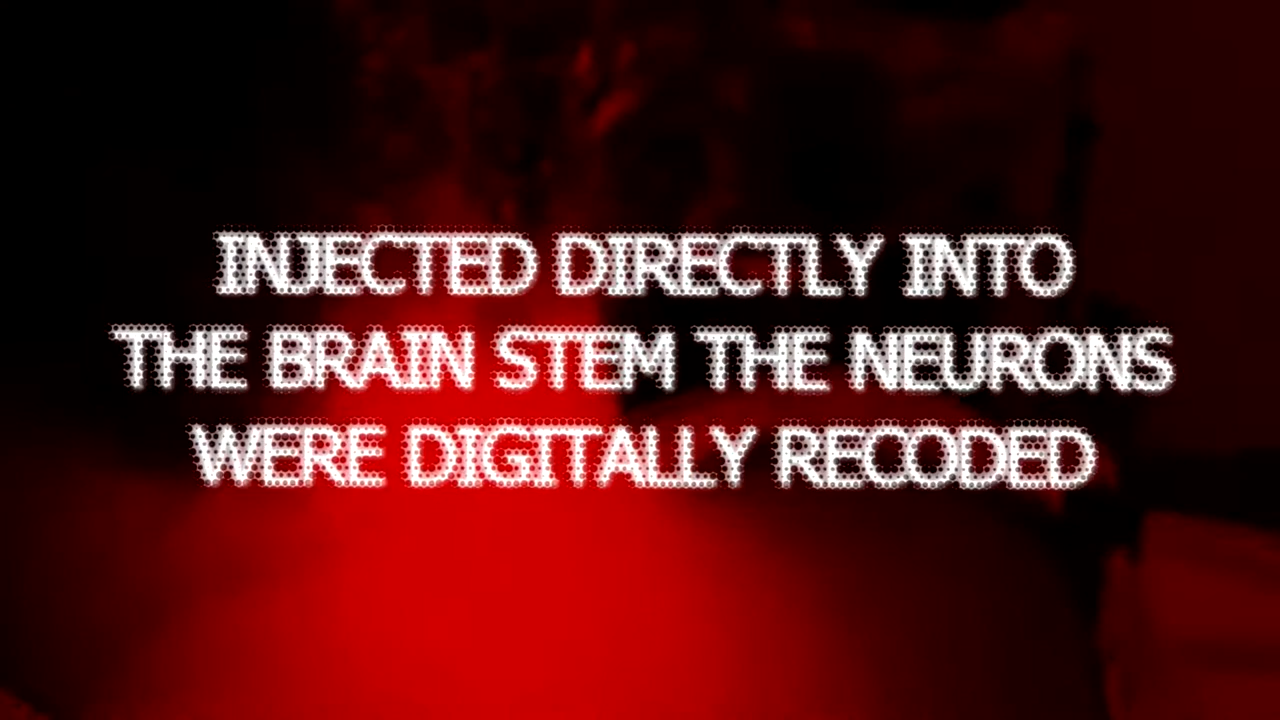 INJECTED DIRECTLY INTO
THE BRAIN STEM THE NEURONS
WERE DIGITALLY RECODED